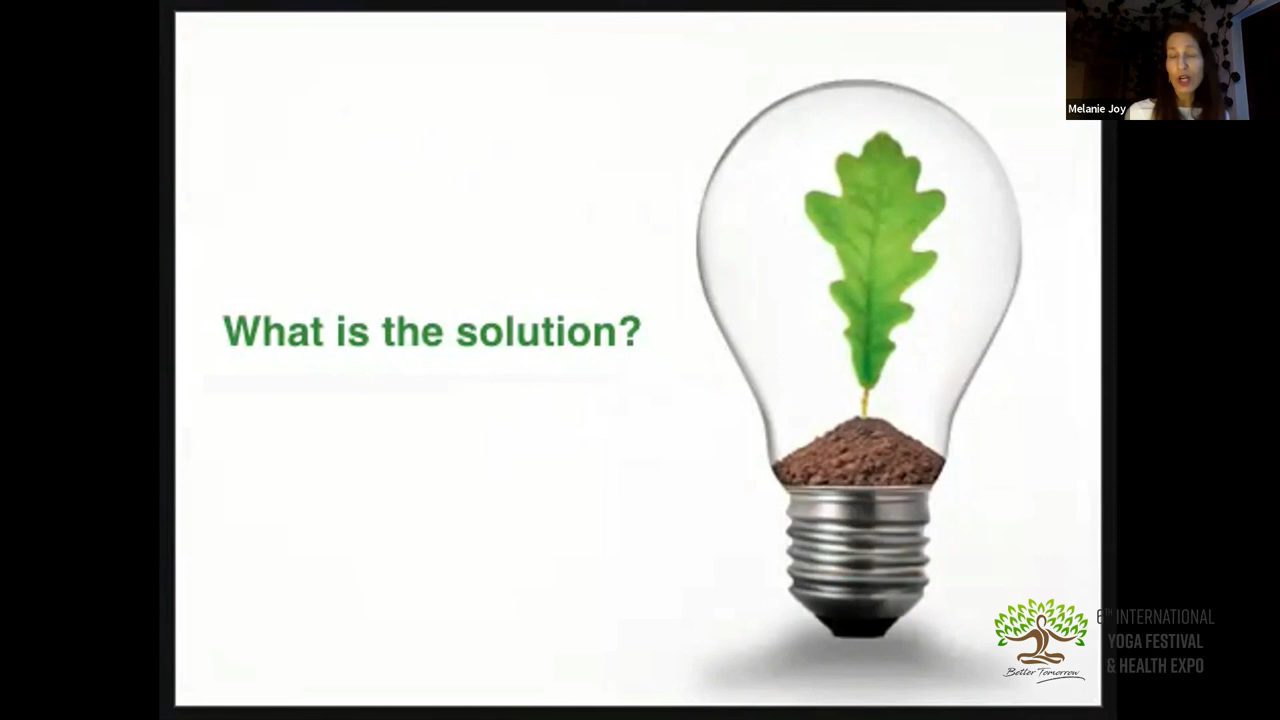 Melanie Joy
What is the solution?
6TH INTERNATIONAL
YOGA FESTIVAL
& HEALTH EXPO
Better Tomorrow